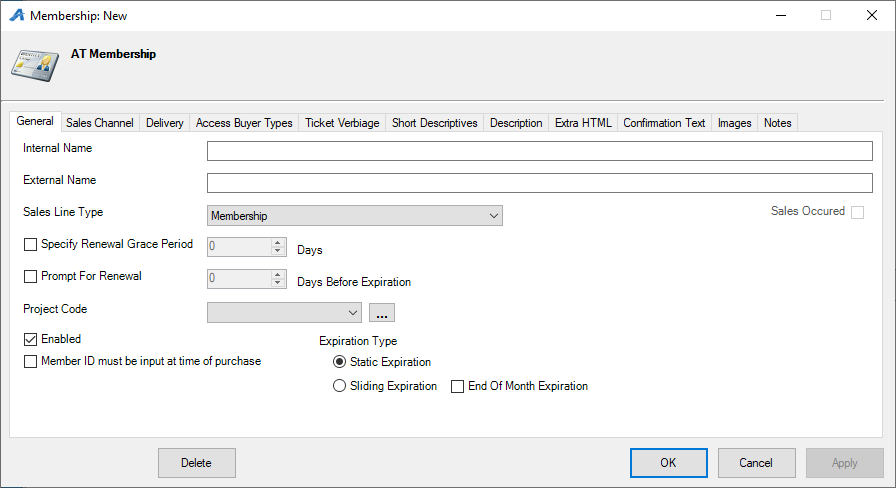 Membership: New
AT Membership
General Sales Channel Delivery Access Buyer Types Ticket Verbiage Short Descriptives Description Extra HTML Confirmation Text Images Notes
Internal Name
External Name
Sales Line Type Membership Sales Occured
Specify Renewal Grace Period 0 Days
Prompt For Renewal 0 Days Before Expiration
Project Code ...
Enabled Expiration Type
Member ID must be input at time of purchase Static Expiration
Sliding Expiration End Of Month Expiration
Delete OK Cancel Apply